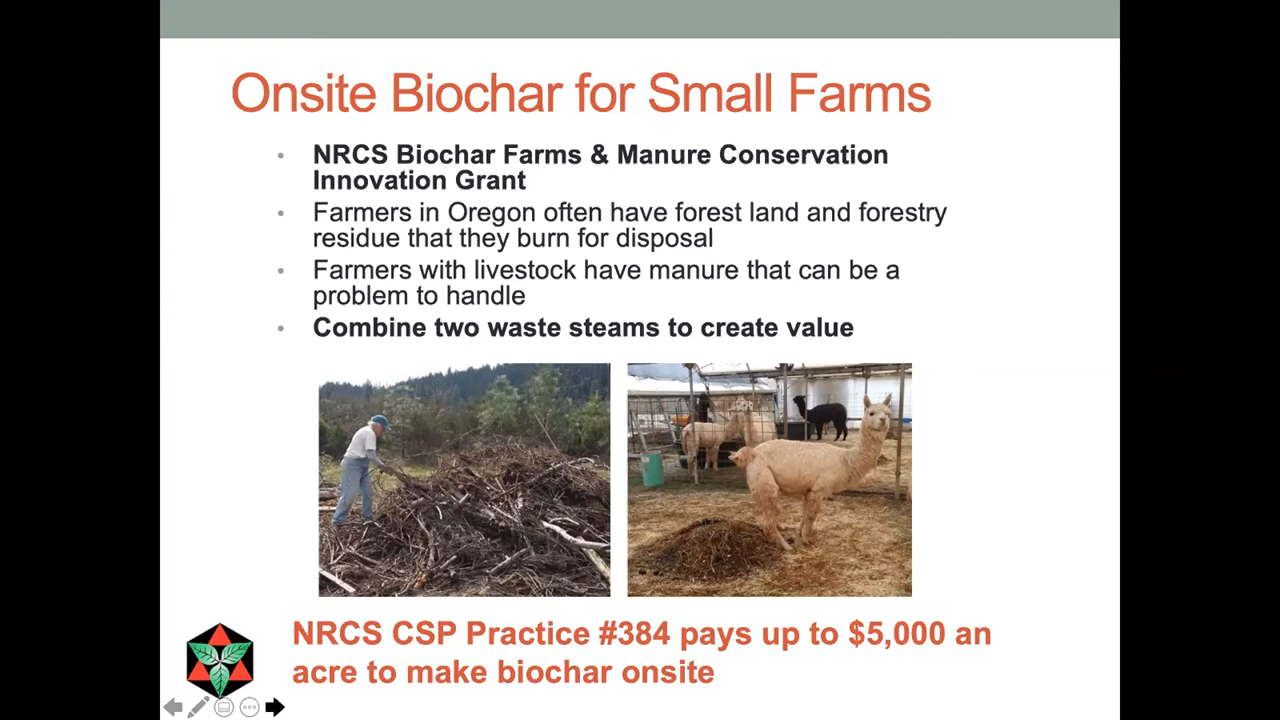 Onsite Biochar for Small Farms
• NRCS Biochar Farms & Manure Conservation
Innovation Grant
• Farmers in Oregon often have forest land and forestry
residue that they burn for disposal
• Farmers with livestock have manure that can be a
problem to handle
• Combine two waste steams to create value
NRCS CSP Practice #384 pays up to $5,000 an
acre to make biochar onsite